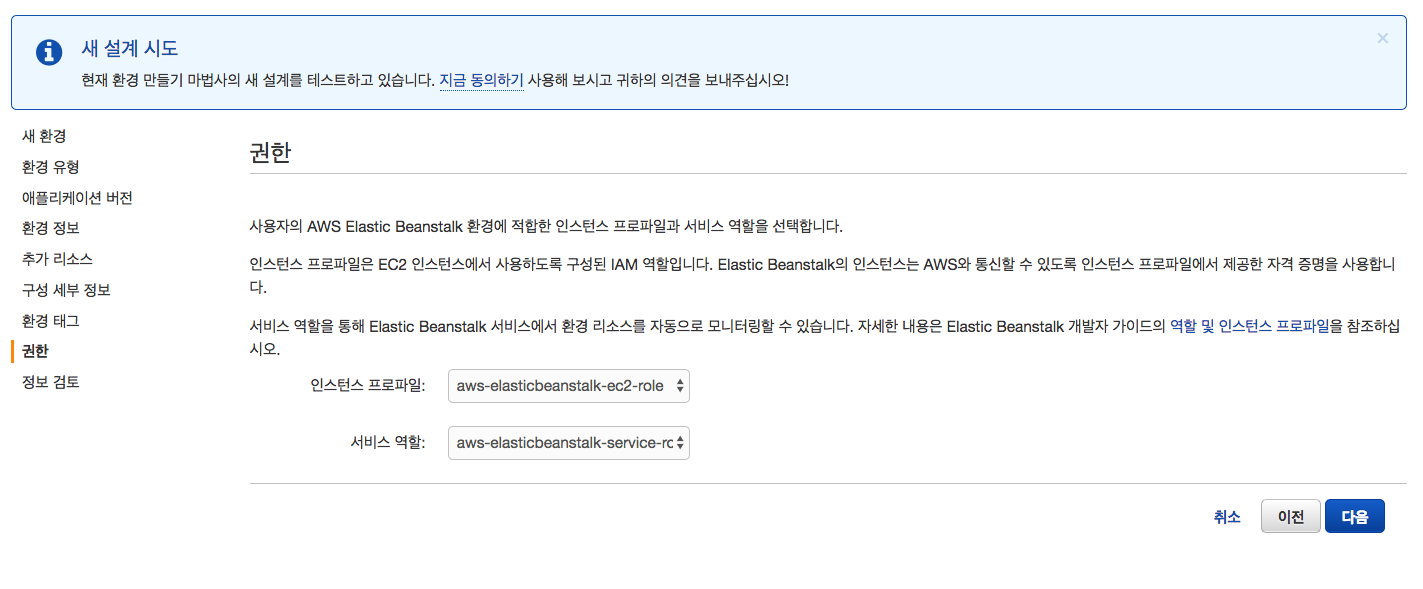 새 설계 시도
현재 환경 만들기 마법사의 새 설계를 테스트하고 있습니다. 지금 동의하기 사용해 보시고 귀하의 의견을 보내주십시오!
새 환경
환경 유형
애플리케이션 버전
환경 정보
추가 리소스
구성 세부 정보
환경 태그
권한
정보 검토
권한
사용자의 AWS Elastic Beanstalk 환경에 적합한 인스턴스 프로파일과 서비스 역할을 선택합니다.
인스턴스 프로파일은 EC2 인스턴스에서 사용하도록 구성된 IAM 역할입니다. Elastic Beanstalk의 인스턴스는 AWS와 통신할 수 있도록 인스턴스 프로파일에서 제공한 자격 증명을 사용합니
다.
서비스 역할을 통해 Elastic Beanstalk 서비스에서 환경 리소스를 자동으로 모니터링할 수 있습니다. 자세한 내용은 Elastic Beanstalk 개발자 가이드의 역할 및 인스턴스 프로파일을 참조하십
시오.
인스턴스 프로파일: aws-elasticbeanstalk-ec2-role
서비스 역할: aws-elasticbeanstalk-service-ro
취소 이전 다음